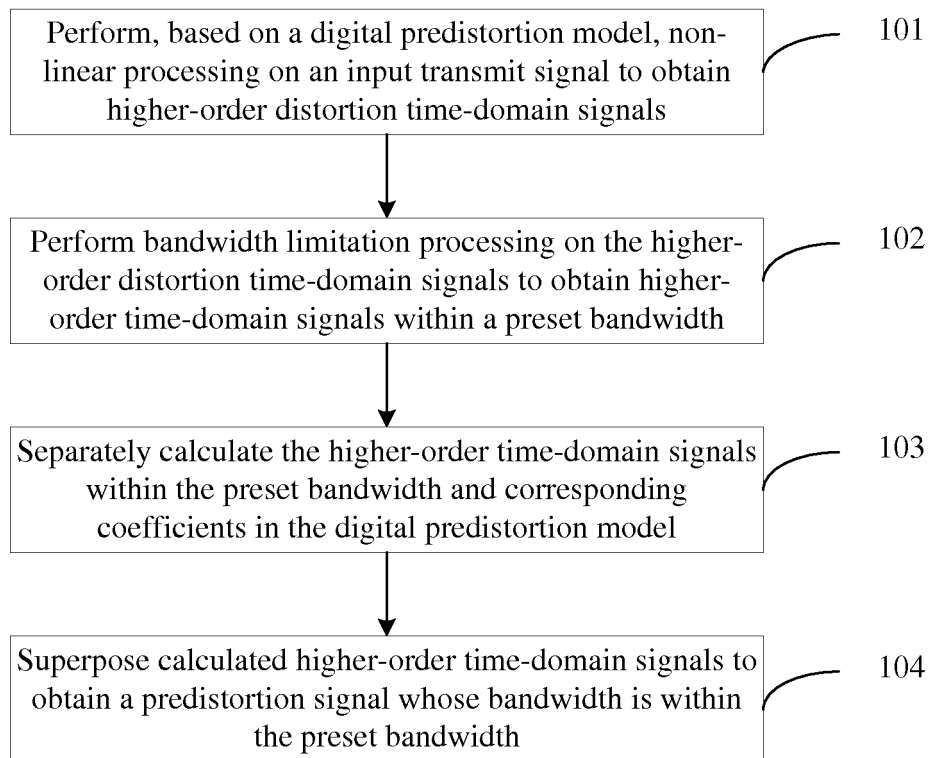 Perform, based on a digital predistortion model, non-
linear processing on an input transmit signal to obtain
higher-order distortion time-domain signals
101
Perform bandwidth limitation processing on the higher-
order distortion time-domain signals to obtain higher-
order time-domain signals within a preset bandwidth
102
Separately calculate the higher-order time-domain signals
within the preset bandwidth and corresponding
coefficients in the digital predistortion model
103
Superpose calculated higher-order time-domain signals to
obtain a predistortion signal whose bandwidth is within
the preset bandwidth
104